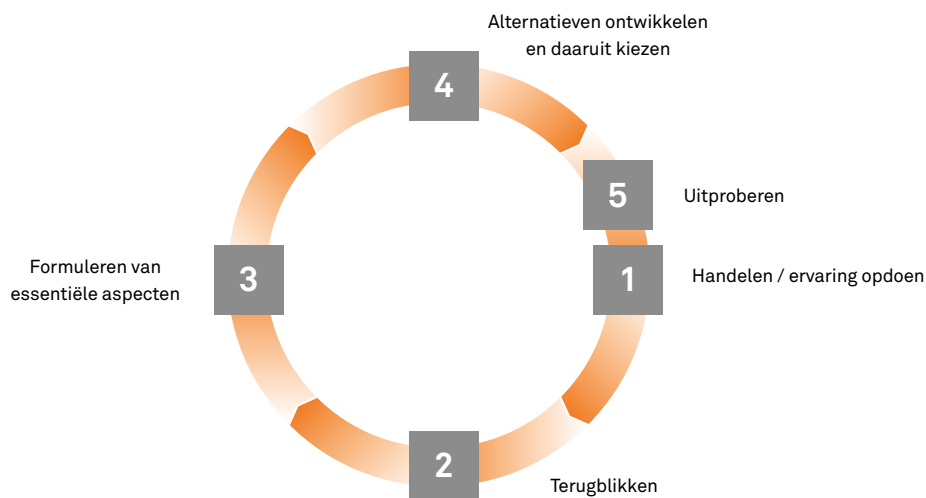 Alternatieven ontwikkelen
en daaruit kiezen
4
5
Uitproberen
Formuleren van
essentiële aspecten
3
1
Handelen / ervaring opdoen
2
Terugblikken